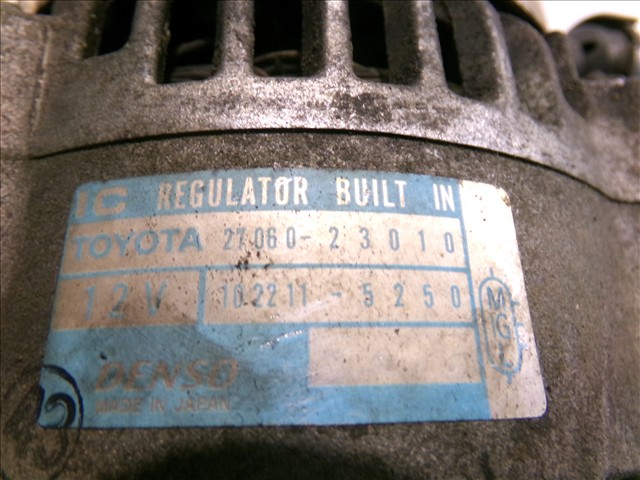 IC REGULATOR BUILT IN
TOYOTA 27060-23010
12V 102211-5250
DENSO
MADE IN JAPAN